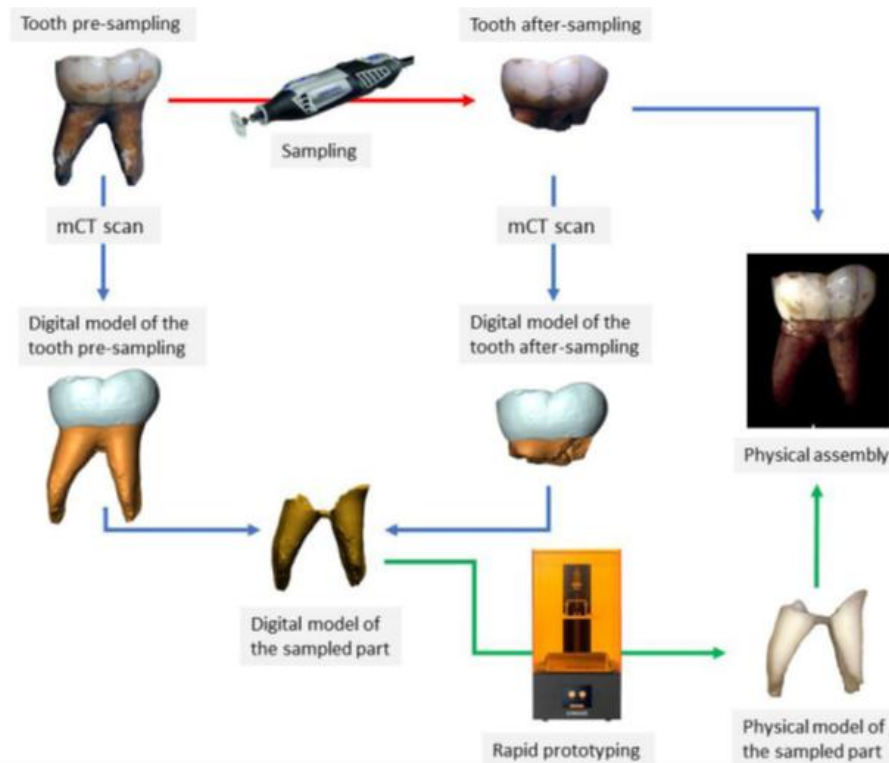 Tooth pre-sampling
Tooth after-sampling
Sampling
mCT scan
mCT scan
Digital model of the
tooth pre-sampling
Digital model of the
tooth after-sampling
Physical assembly
Digital model of
the sampled part
Rapid prototyping
Physical model of
the sampled part